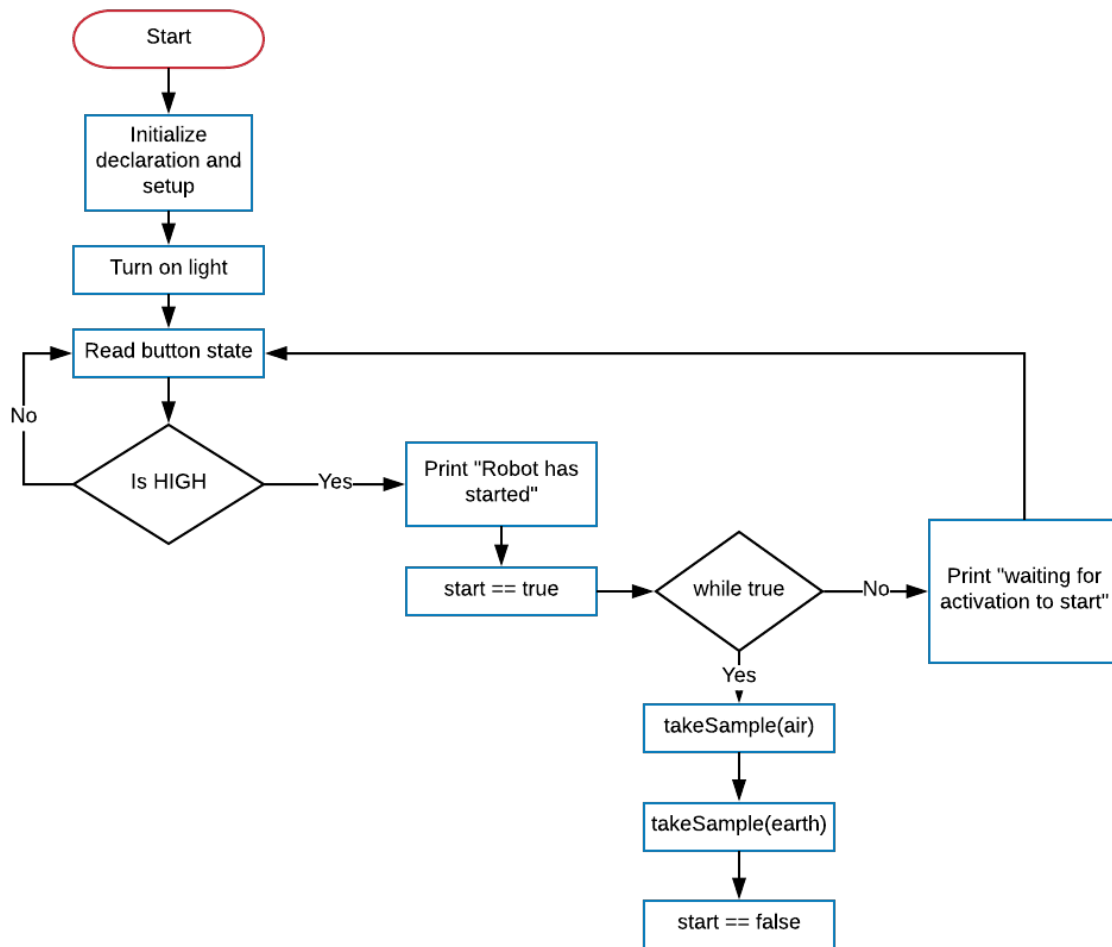 Start
Initialize
declaration and
setup
Turn on light
Read button state
No
Is HIGH
Yes
Print "Robot has
started"
start == true
while true
No
Print "waiting for
activation to start"
Yes
takeSample(air)
takeSample(earth)
start == false